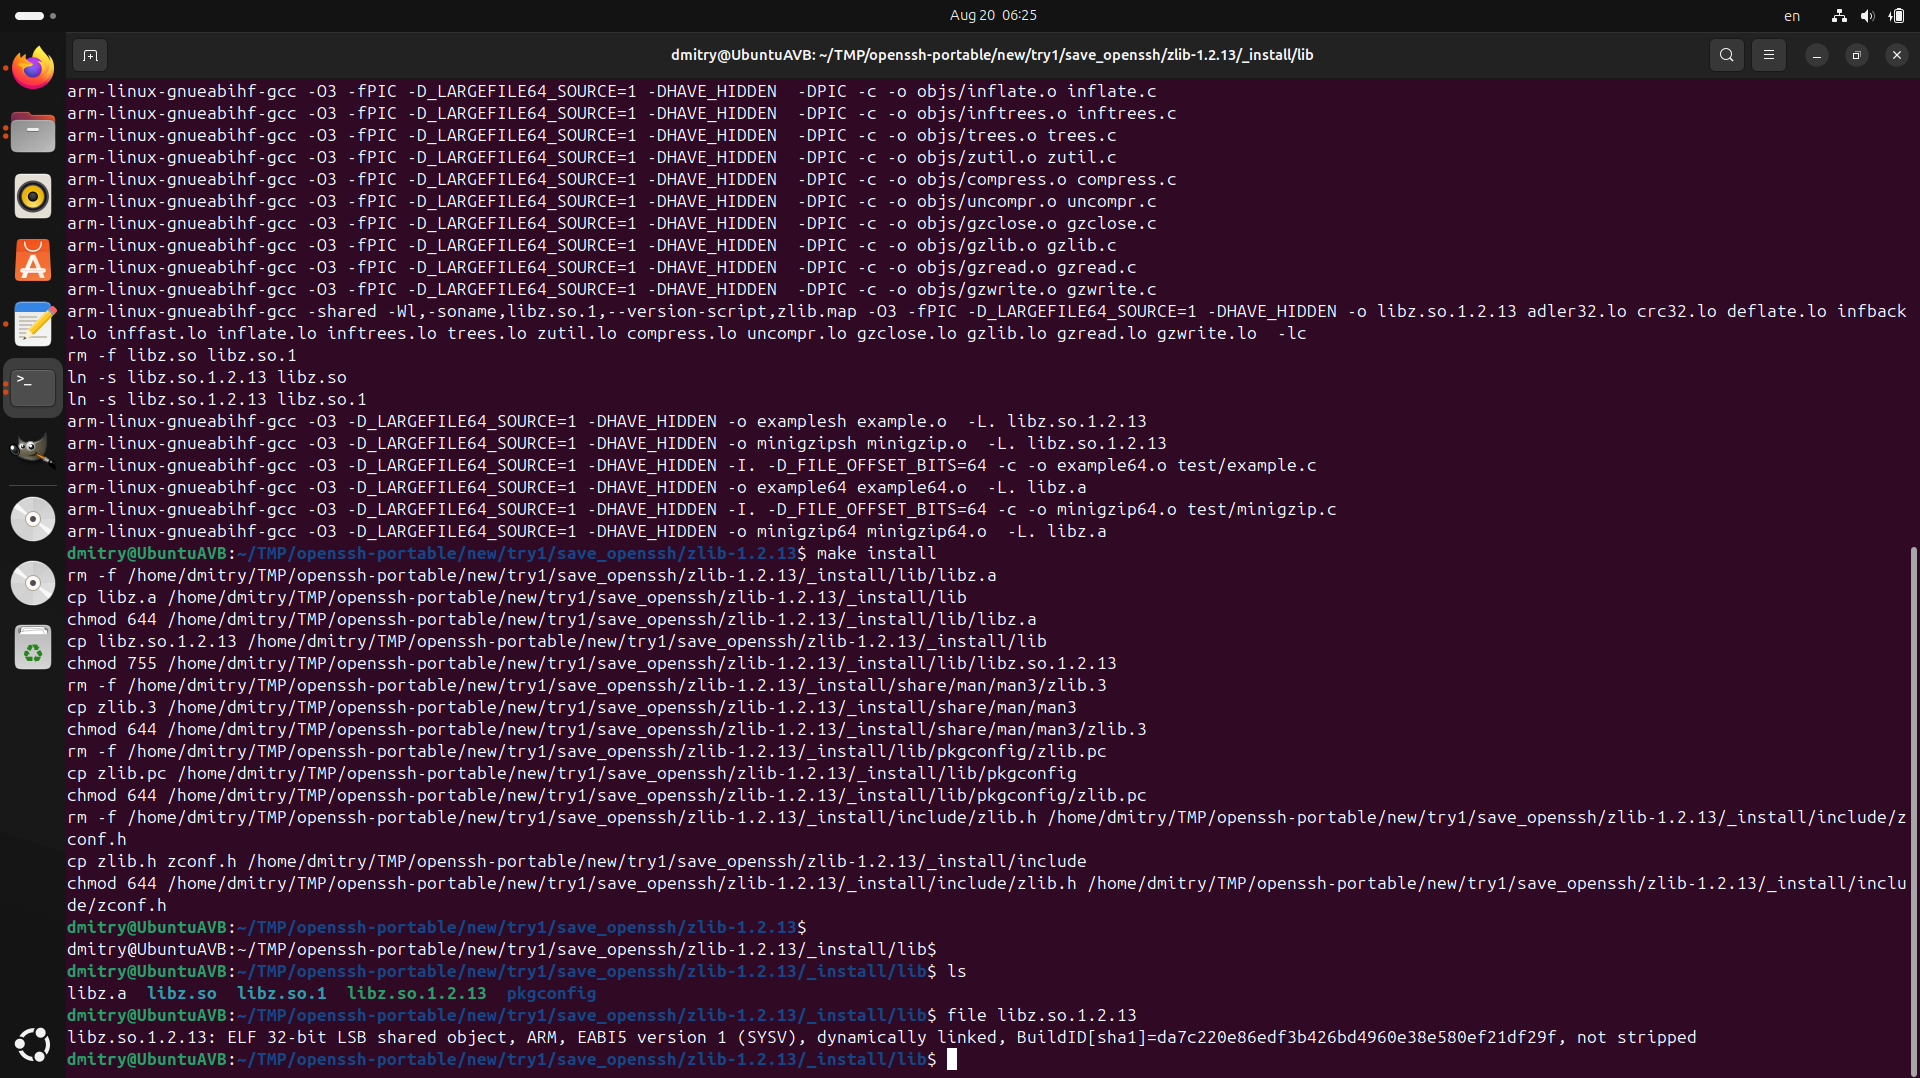 Aug 20 06:25
en
dmitry@UbuntuAVB: ~/TMP/openssh-portable/new/try1/save_openssh/zlib-1.2.13/_install/lib
arm-linux-gnueabihf-gcc -O3 -fPIC -D_LARGEFILE64_SOURCE=1 -DHAVE_HIDDEN  -DPIC -c -o objs/inflate.o inflate.c
arm-linux-gnueabihf-gcc -O3 -fPIC -D_LARGEFILE64_SOURCE=1 -DHAVE_HIDDEN  -DPIC -c -o objs/inftrees.o inftrees.c
arm-linux-gnueabihf-gcc -O3 -fPIC -D_LARGEFILE64_SOURCE=1 -DHAVE_HIDDEN  -DPIC -c -o objs/trees.o trees.c
arm-linux-gnueabihf-gcc -O3 -fPIC -D_LARGEFILE64_SOURCE=1 -DHAVE_HIDDEN  -DPIC -c -o objs/zutil.o zutil.c
arm-linux-gnueabihf-gcc -O3 -fPIC -D_LARGEFILE64_SOURCE=1 -DHAVE_HIDDEN  -DPIC -c -o objs/compress.o compress.c
arm-linux-gnueabihf-gcc -O3 -fPIC -D_LARGEFILE64_SOURCE=1 -DHAVE_HIDDEN  -DPIC -c -o objs/uncompr.o uncompr.c
arm-linux-gnueabihf-gcc -O3 -fPIC -D_LARGEFILE64_SOURCE=1 -DHAVE_HIDDEN  -DPIC -c -o objs/gzclose.o gzclose.c
arm-linux-gnueabihf-gcc -O3 -fPIC -D_LARGEFILE64_SOURCE=1 -DHAVE_HIDDEN  -DPIC -c -o objs/gzlib.o gzlib.c
arm-linux-gnueabihf-gcc -O3 -fPIC -D_LARGEFILE64_SOURCE=1 -DHAVE_HIDDEN  -DPIC -c -o objs/gzread.o gzread.c
arm-linux-gnueabihf-gcc -O3 -fPIC -D_LARGEFILE64_SOURCE=1 -DHAVE_HIDDEN  -DPIC -c -o objs/gzwrite.o gzwrite.c
arm-linux-gnueabihf-gcc -shared -Wl,-soname,libz.so.1,--version-script,zlib.map -O3 -fPIC -D_LARGEFILE64_SOURCE=1 -DHAVE_HIDDEN -o libz.so.1.2.13 adler32.lo crc32.lo deflate.lo infback
.lo inffast.lo inflate.lo inftrees.lo trees.lo zutil.lo compress.lo uncompr.lo gzclose.lo gzlib.lo gzread.lo gzwrite.lo  -lc
rm -f libz.so libz.so.1
ln -s libz.so.1.2.13 libz.so
ln -s libz.so.1.2.13 libz.so.1
arm-linux-gnueabihf-gcc -O3 -D_LARGEFILE64_SOURCE=1 -DHAVE_HIDDEN -o examplesh example.o  -L. libz.so.1.2.13
arm-linux-gnueabihf-gcc -O3 -D_LARGEFILE64_SOURCE=1 -DHAVE_HIDDEN -o minigzipsh minigzip.o  -L. libz.so.1.2.13
arm-linux-gnueabihf-gcc -O3 -D_LARGEFILE64_SOURCE=1 -DHAVE_HIDDEN -I. -D_FILE_OFFSET_BITS=64 -c -o example64.o test/example.c
arm-linux-gnueabihf-gcc -O3 -D_LARGEFILE64_SOURCE=1 -DHAVE_HIDDEN -o example64 example64.o  -L. libz.a
arm-linux-gnueabihf-gcc -O3 -D_LARGEFILE64_SOURCE=1 -DHAVE_HIDDEN -I. -D_FILE_OFFSET_BITS=64 -c -o minigzip64.o test/minigzip.c
arm-linux-gnueabihf-gcc -O3 -D_LARGEFILE64_SOURCE=1 -DHAVE_HIDDEN -o minigzip64 minigzip64.o  -L. libz.a
dmitry@UbuntuAVB:~/TMP/openssh-portable/new/try1/save_openssh/zlib-1.2.13$ make install
rm -f /home/dmitry/TMP/openssh-portable/new/try1/save_openssh/zlib-1.2.13/_install/lib/libz.a
cp libz.a /home/dmitry/TMP/openssh-portable/new/try1/save_openssh/zlib-1.2.13/_install/lib
chmod 644 /home/dmitry/TMP/openssh-portable/new/try1/save_openssh/zlib-1.2.13/_install/lib/libz.a
cp libz.so.1.2.13 /home/dmitry/TMP/openssh-portable/new/try1/save_openssh/zlib-1.2.13/_install/lib
chmod 755 /home/dmitry/TMP/openssh-portable/new/try1/save_openssh/zlib-1.2.13/_install/lib/libz.so.1.2.13
rm -f /home/dmitry/TMP/openssh-portable/new/try1/save_openssh/zlib-1.2.13/_install/share/man/man3/zlib.3
cp zlib.3 /home/dmitry/TMP/openssh-portable/new/try1/save_openssh/zlib-1.2.13/_install/share/man/man3
chmod 644 /home/dmitry/TMP/openssh-portable/new/try1/save_openssh/zlib-1.2.13/_install/share/man/man3/zlib.3
rm -f /home/dmitry/TMP/openssh-portable/new/try1/save_openssh/zlib-1.2.13/_install/lib/pkgconfig/zlib.pc
cp zlib.pc /home/dmitry/TMP/openssh-portable/new/try1/save_openssh/zlib-1.2.13/_install/lib/pkgconfig
chmod 644 /home/dmitry/TMP/openssh-portable/new/try1/save_openssh/zlib-1.2.13/_install/lib/pkgconfig/zlib.pc
rm -f /home/dmitry/TMP/openssh-portable/new/try1/save_openssh/zlib-1.2.13/_install/include/zlib.h /home/dmitry/TMP/openssh-portable/new/try1/save_openssh/zlib-1.2.13/_install/include/z
conf.h
cp zlib.h zconf.h /home/dmitry/TMP/openssh-portable/new/try1/save_openssh/zlib-1.2.13/_install/include
chmod 644 /home/dmitry/TMP/openssh-portable/new/try1/save_openssh/zlib-1.2.13/_install/include/zlib.h /home/dmitry/TMP/openssh-portable/new/try1/save_openssh/zlib-1.2.13/_install/inclu
de/zconf.h
dmitry@UbuntuAVB:~/TMP/openssh-portable/new/try1/save_openssh/zlib-1.2.13$
dmitry@UbuntuAVB:~/TMP/openssh-portable/new/try1/save_openssh/zlib-1.2.13/_install/lib$
dmitry@UbuntuAVB:~/TMP/openssh-portable/new/try1/save_openssh/zlib-1.2.13/_install/lib$ ls
libz.a  libz.so  libz.so.1  libz.so.1.2.13  pkgconfig
dmitry@UbuntuAVB:~/TMP/openssh-portable/new/try1/save_openssh/zlib-1.2.13/_install/lib$ file libz.so.1.2.13
libz.so.1.2.13: ELF 32-bit LSB shared object, ARM, EABI5 version 1 (SYSV), dynamically linked, BuildID[sha1]=da7c220e86edf3b426bd4960e38e580ef21df29f, not stripped
dmitry@UbuntuAVB:~/TMP/openssh-portable/new/try1/save_openssh/zlib-1.2.13/_install/lib$